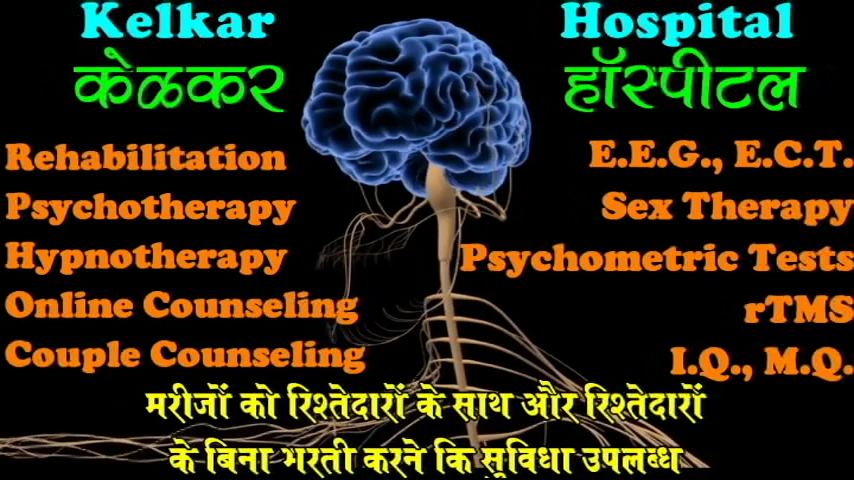 Kelkar Hospital
केळकर हॉस्पीटल
Rehabilitation
Psychotherapy
Hypnotherapy
Online Counseling
Couple Counseling
E.E.G., E.C.T.
Sex Therapy
Psychometric Tests
rTMS
I.Q., M.Q.
मरीजों को रिश्तेदारों के साथ और रिश्तेदारों
के बिना भरती करने कि सुविधा उपलब्ध